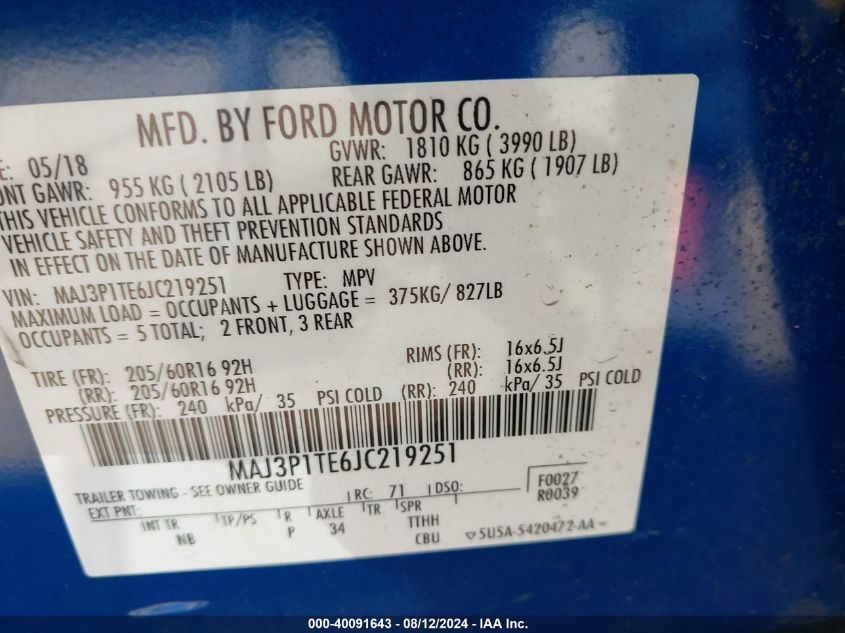 MFD. BY FORD MOTOR CO.
E: 05/18 GVWR: 1810 KG ( 3990 LB)
ONT GAWR: 955 KG ( 2105 LB) REAR GAWR: 865 KG ( 1907 LB)
THIS VEHICLE CONFORMS TO ALL APPLICABLE FEDERAL MOTOR
VEHICLE SAFETY AND THEFT PREVENTION STANDARDS
IN EFFECT ON THE DATE OF MANUFACTURE SHOWN ABOVE.
VIN: MAJ3P1TE6JC219251 TYPE: MPV
MAXIMUM LOAD = OCCUPANTS + LUGGAGE = 375KG/ 827LB
OCCUPANTS = 5 TOTAL; 2 FRONT, 3 REAR
TIRE (FR): 205/60R16 92H RIMS (FR): 16x6.5J
(RR): 205/60R16 92H (RR): 16x6.5J
PRESSURE (FR): 240 kPa/ 35 PSI COLD (RR): 240 kPa/ 35 PSI COLD
MAJ3P1TE6JC219251
TRAILER TOWING - SEE OWNER GUIDE
EXT PNT: RC: 71 DSO: F0027
R0039
INT TR TP/PS R AXLE TR SPR
NB P 34 TTHH
CBU 5U5A-5420472-AA
000-40091643 - 08/12/2024 - IAA Inc.